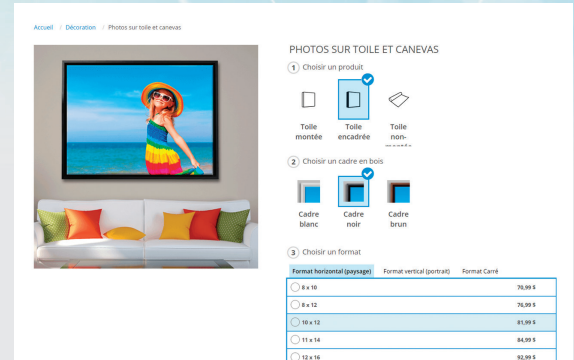 Accueil / Décoration / Photos sur toile et canevas
PHOTOS SUR TOILE ET CANEVAS
1 Choisir un produit
Toile montée
Toile encadrée
Toile non-
2 Choisir un cadre en bois
Cadre blanc
Cadre noir
Cadre brun
3 Choisir un format
Format horizontal (paysage) Format vertical (portrait) Format Carré
8 x 10 70,99 $
8 x 12 76,99 $
10 x 12 81,99 $
11 x 14 84,99 $
12 x 16 92,99 $